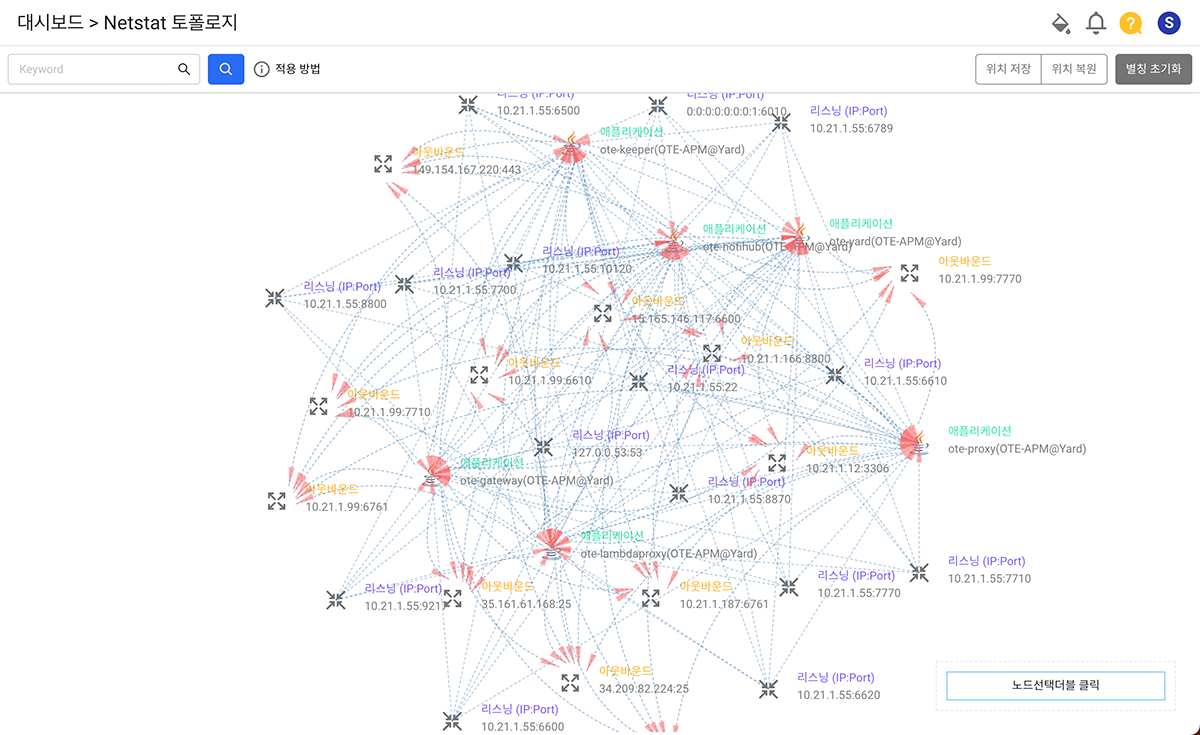 대시보드 > Netstat 토폴로지
?
S
Keyword
적용 방법
위치 저장
위치 복원
별칭 초기화
리스닝 (IP:Port)
10.21.1.55:6500
리스닝 (IP:Port)
0:0:0:0:0:0:0:1:6010
리스닝 (IP:Port)
10.21.1.55:6789
애플리케이션
ote-keeper(OTE-APM@Yard)
아웃바운드
149.154.167.220:443
애플리케이션
ote-notihub(OTE-APM@Yard)
애플리케이션
ote-yard(OTE-APM@Yard)
리스닝 (IP:Port)
10.21.1.55:10120
아웃바운드
10.21.1.99:7770
리스닝 (IP:Port)
10.21.1.55:7700
리스닝 (IP:Port)
10.21.1.55:8800
아웃바운드
15.165.146.117:6600
아웃바운드
10.21.1.166:8800
아웃바운드
10.21.1.99:6610
리스닝 (IP:Port)
10.21.1.55:22
리스닝 (IP:Port)
10.21.1.55:6610
아웃바운드
10.21.1.99:7710
리스닝 (IP:Port)
127.0.0.53:53
애플리케이션
ote-proxy(OTE-APM@Yard)
아웃바운드
10.21.1.12:3306
애플리케이션
ote-gateway(OTE-APM@Yard)
리스닝 (IP:Port)
10.21.1.55:8870
아웃바운드
10.21.1.99:6761
애플리케이션
ote-lambdaproxy(OTE-APM@Yard)
리스닝 (IP:Port)
10.21.1.55:7710
리스닝 (IP:Port)
10.21.1.55:7770
리스닝 (IP:Port)
10.21.1.55:9217
아웃바운드
35.161.61.168:25
아웃바운드
10.21.1.187:6761
아웃바운드
34.209.82.224:25
리스닝 (IP:Port)
10.21.1.55:6620
노드선택더블 클릭
리스닝 (IP:Port)
10.21.1.55:6600